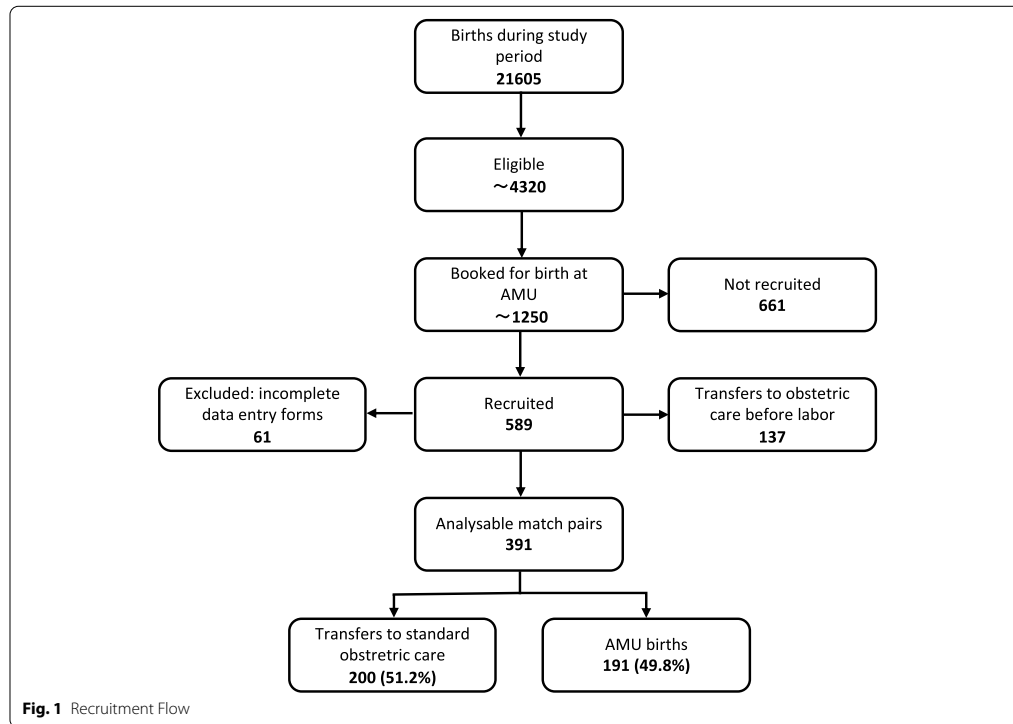 Births during study
period
21605
Eligible
~4320
Booked for birth at
AMU
~1250
Not recruited
661
Excluded: incomplete
data entry forms
61
Recruited
589
Transfers to obstetric
care before labor
137
Analysable match pairs
391
Transfers to standard
obstretric care
200 (51.2%)
AMU births
191 (49.8%)
Fig. 1 Recruitment Flow